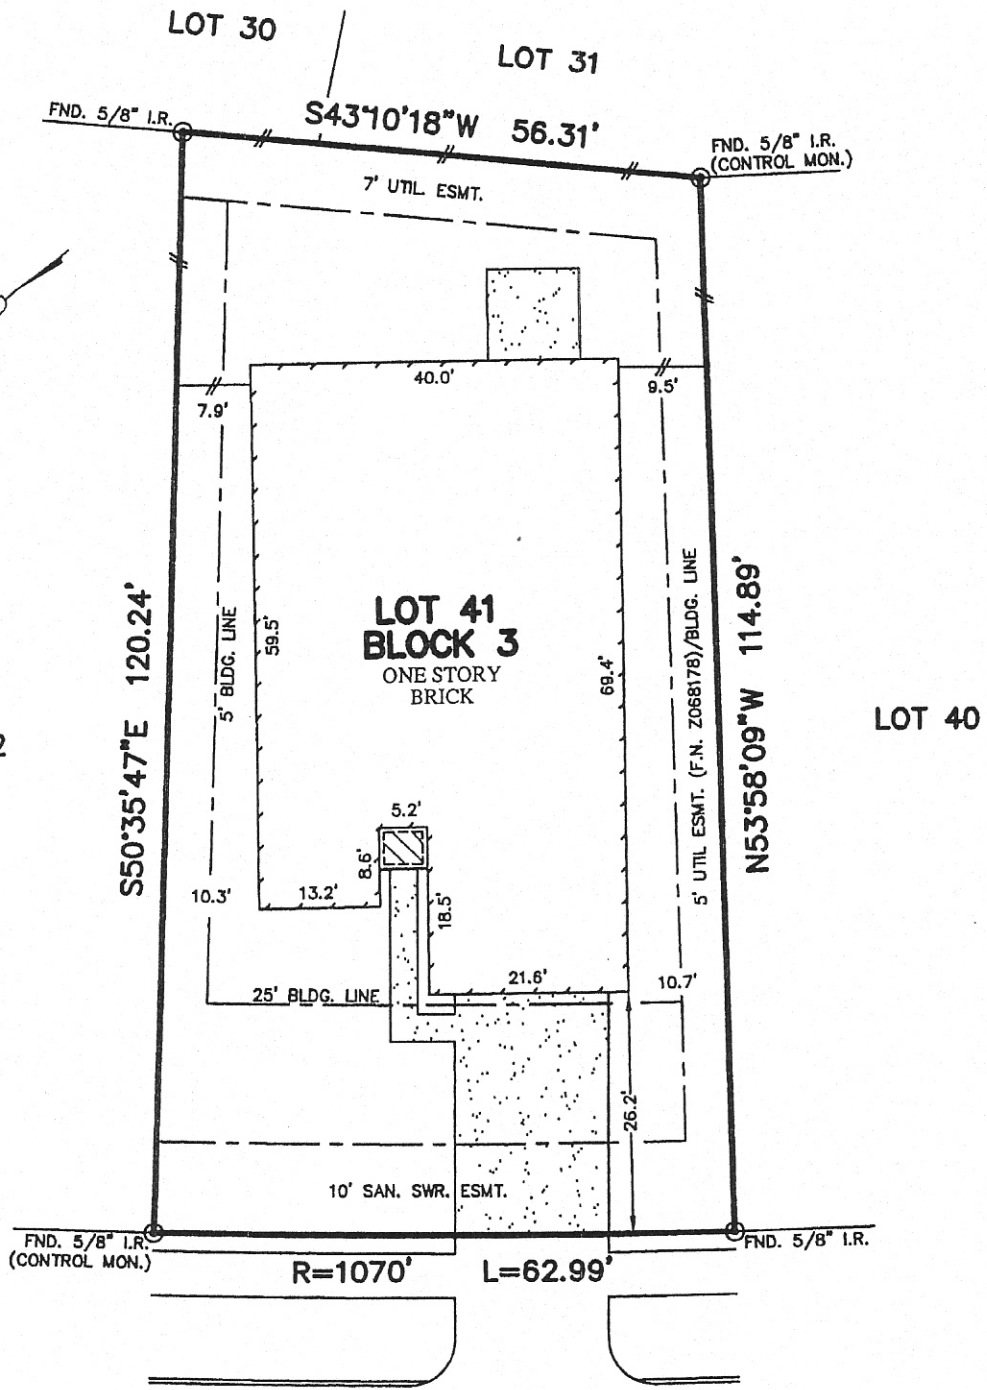 LOT 30
LOT 31
FND. 5/8" I.R.
S43°10'18"W 56.31'
FND. 5/8" I.R.
(CONTROL MON.)
7' UTIL ESMT.
40.0'
7.9'
9.5'
S50°35'47"E 120.24'
5' BLDG. LINE
59.5'
LOT 41
BLOCK 3
ONE STORY
BRICK
69.4'
5' UTIL ESMT. (F.N. Z068178)/BLDG. LINE
N53°58'09"W 114.89'
LOT 40
2
5.2'
8.6'
10.3'
13.2'
18.5'
21.6'
10.7'
25' BLDG. LINE
26.2'
10' SAN. SWR. ESMT.
FND. 5/8" I.R.
(CONTROL MON.)
FND. 5/8" I.R.
R=1070' L=62.99'